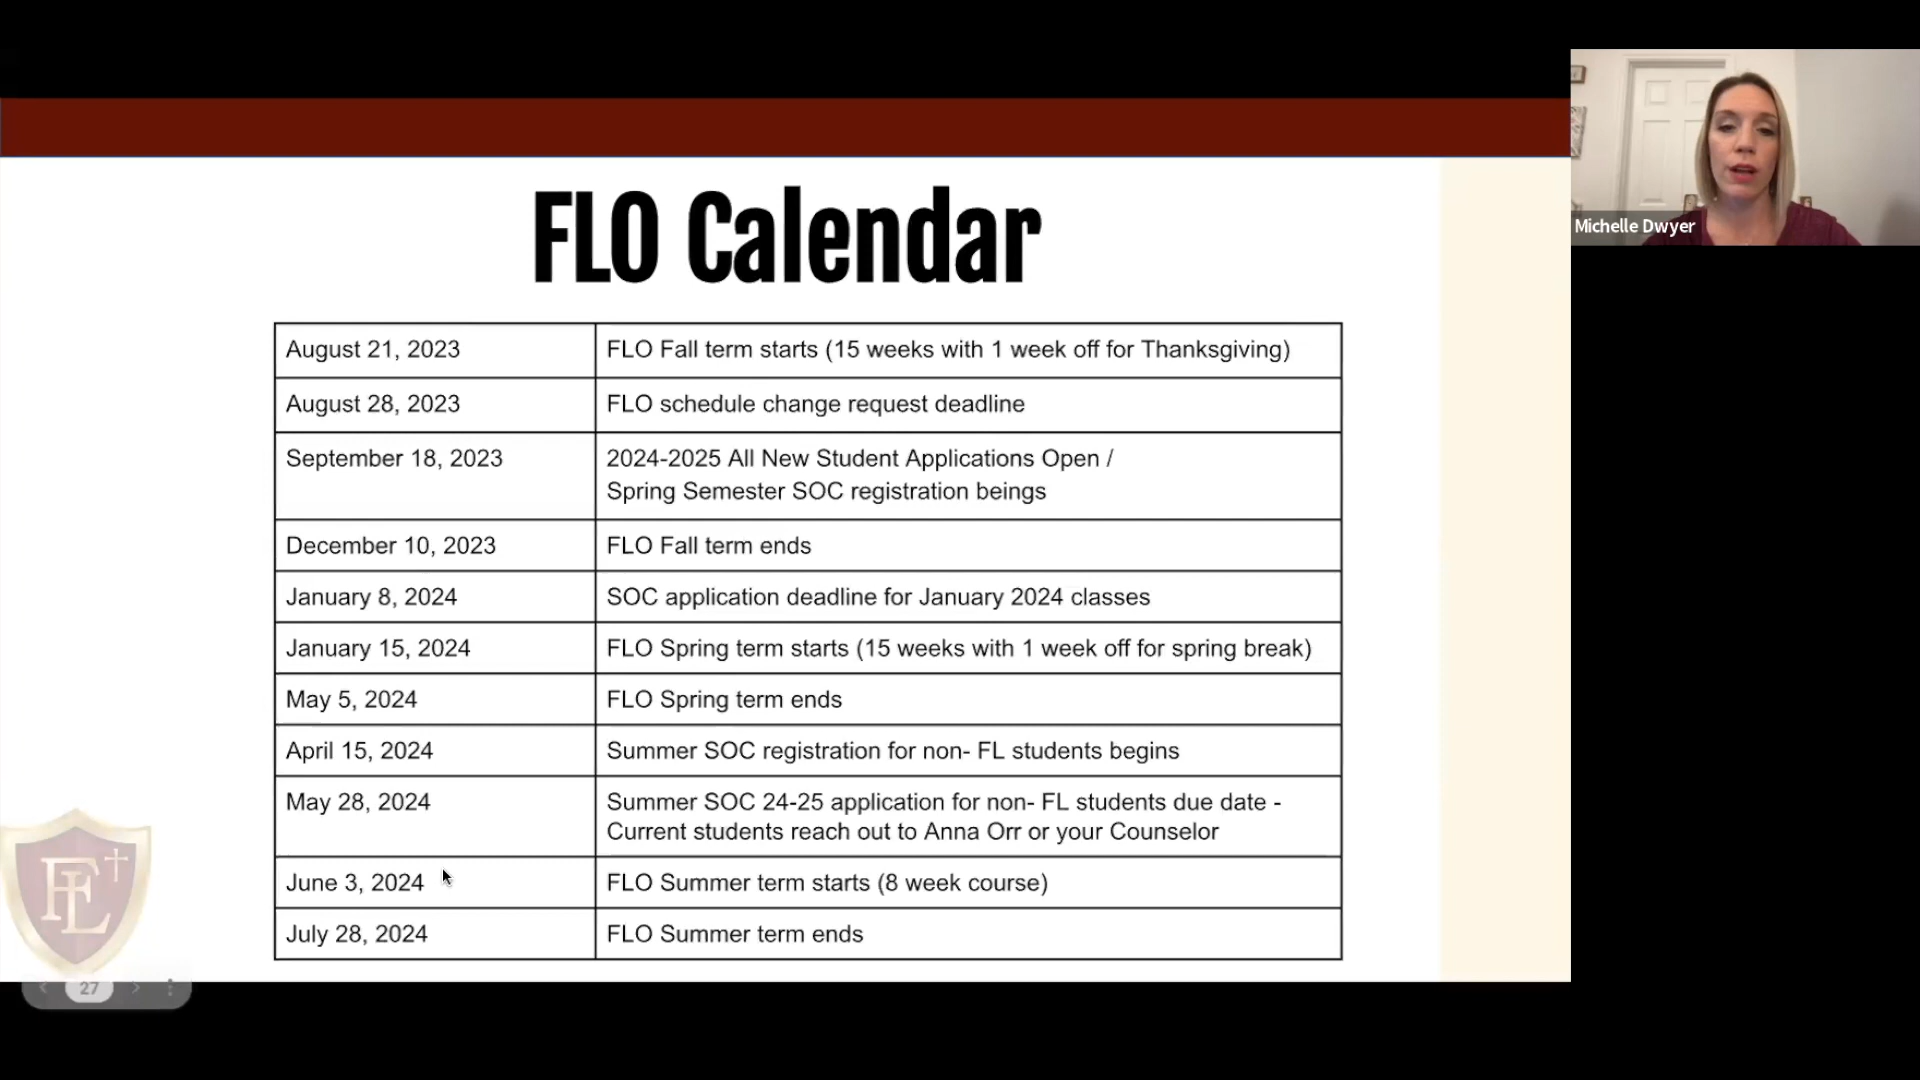 FLO Calendar
August 21, 2023 FLO Fall term starts (15 weeks with 1 week off for Thanksgiving)
August 28, 2023 FLO schedule change request deadline
September 18, 2023 2024-2025 All New Student Applications Open /
Spring Semester SOC registration beings
December 10, 2023 FLO Fall term ends
January 8, 2024 SOC application deadline for January 2024 classes
January 15, 2024 FLO Spring term starts (15 weeks with 1 week off for spring break)
May 5, 2024 FLO Spring term ends
April 15, 2024 Summer SOC registration for non- FL students begins
May 28, 2024 Summer SOC 24-25 application for non- FL students due date -
Current students reach out to Anna Orr or your Counselor
June 3, 2024 FLO Summer term starts (8 week course)
July 28, 2024 FLO Summer term ends
Michelle Dwyer
FL
27